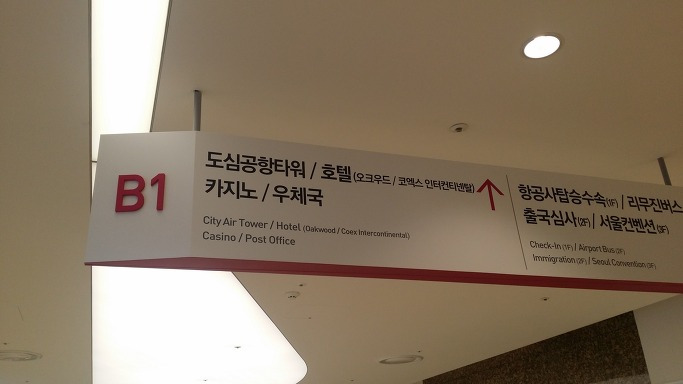 B1
도심공항타워 / 호텔 (오크우드 / 코엑스 인터컨티넨탈)
카지노 / 우체국
City Air Tower / Hotel (Oakwood / Coex Intercontinental)
Casino / Post Office
항공사탑승수속(1F) / 리무진버스
출국심사(2F) / 서울컨벤션(3F)
Check-In (1F) / Airport Bus (2F)
Immigration (2F) / Seoul Convention (3F)